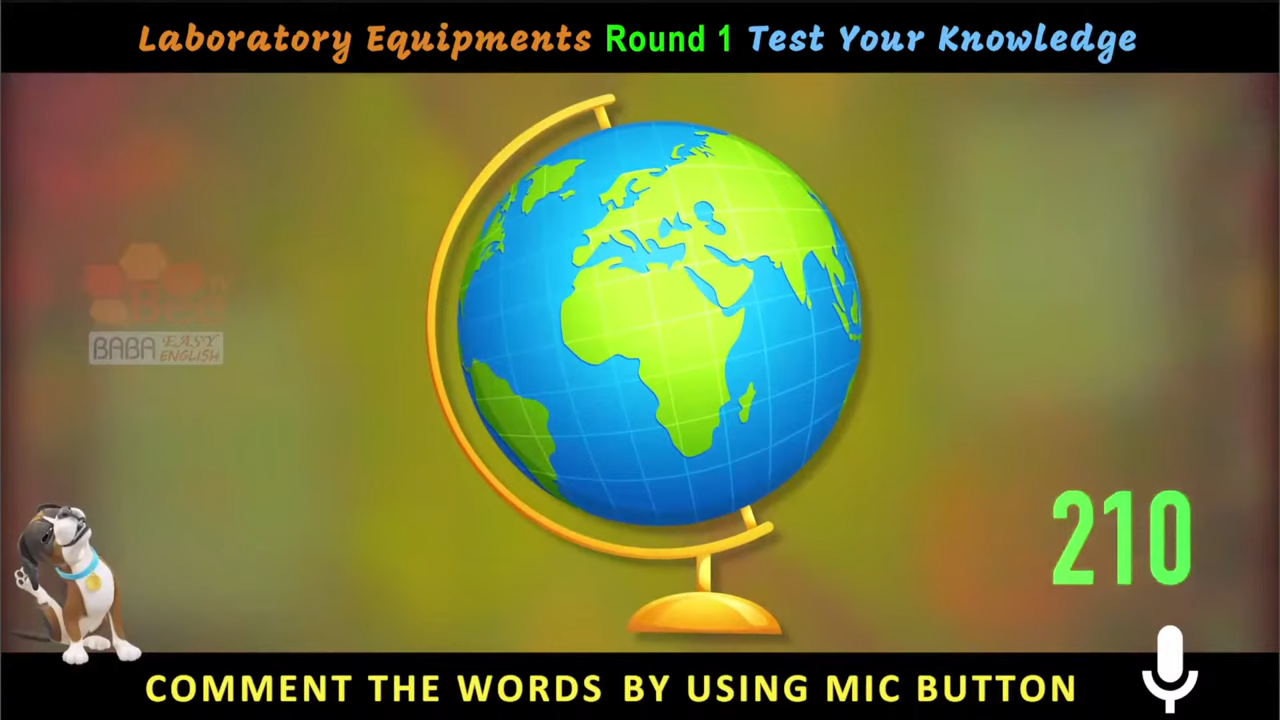 Laboratory Equipments Round 1 Test Your Knowledge
BABA EASY ENGLISH
210
COMMENT THE WORDS BY USING MIC BUTTON